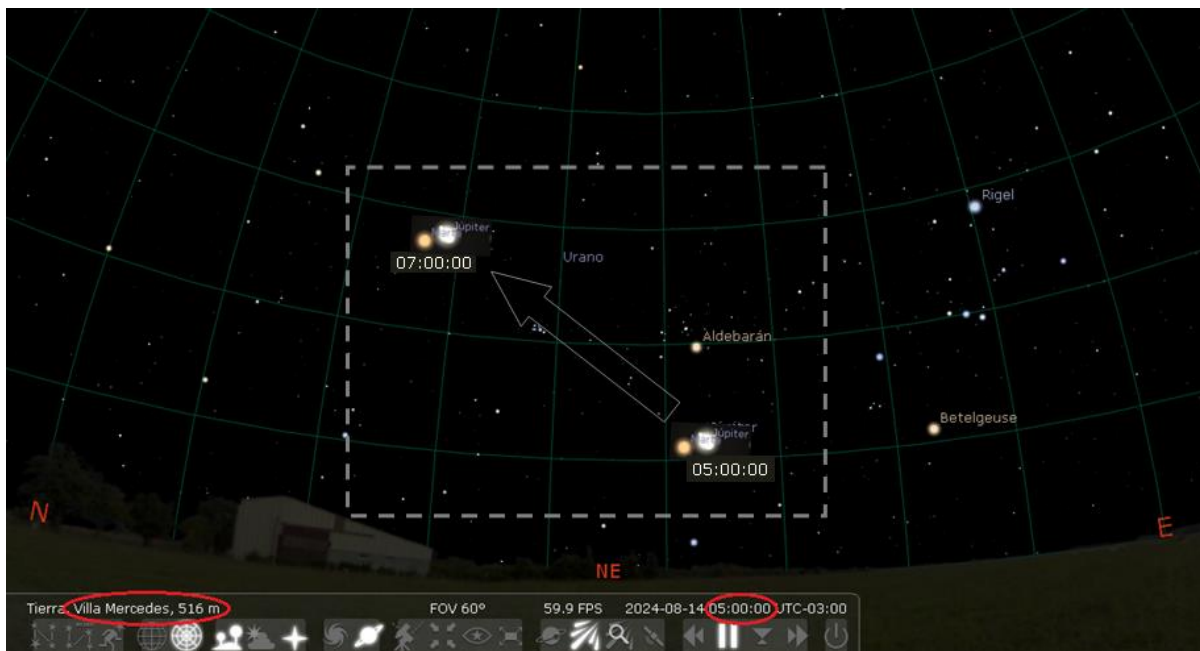 Rigel
Júpiter
07:00:00
Urano
Aldebarán
Betelgeuse
Júpiter
05:00:00
N
E
NE
Tierra, Villa Mercedes, 516 m
FOV 60º
59.9 FPS
2024-08-14 05:00:00 UTC-03:00